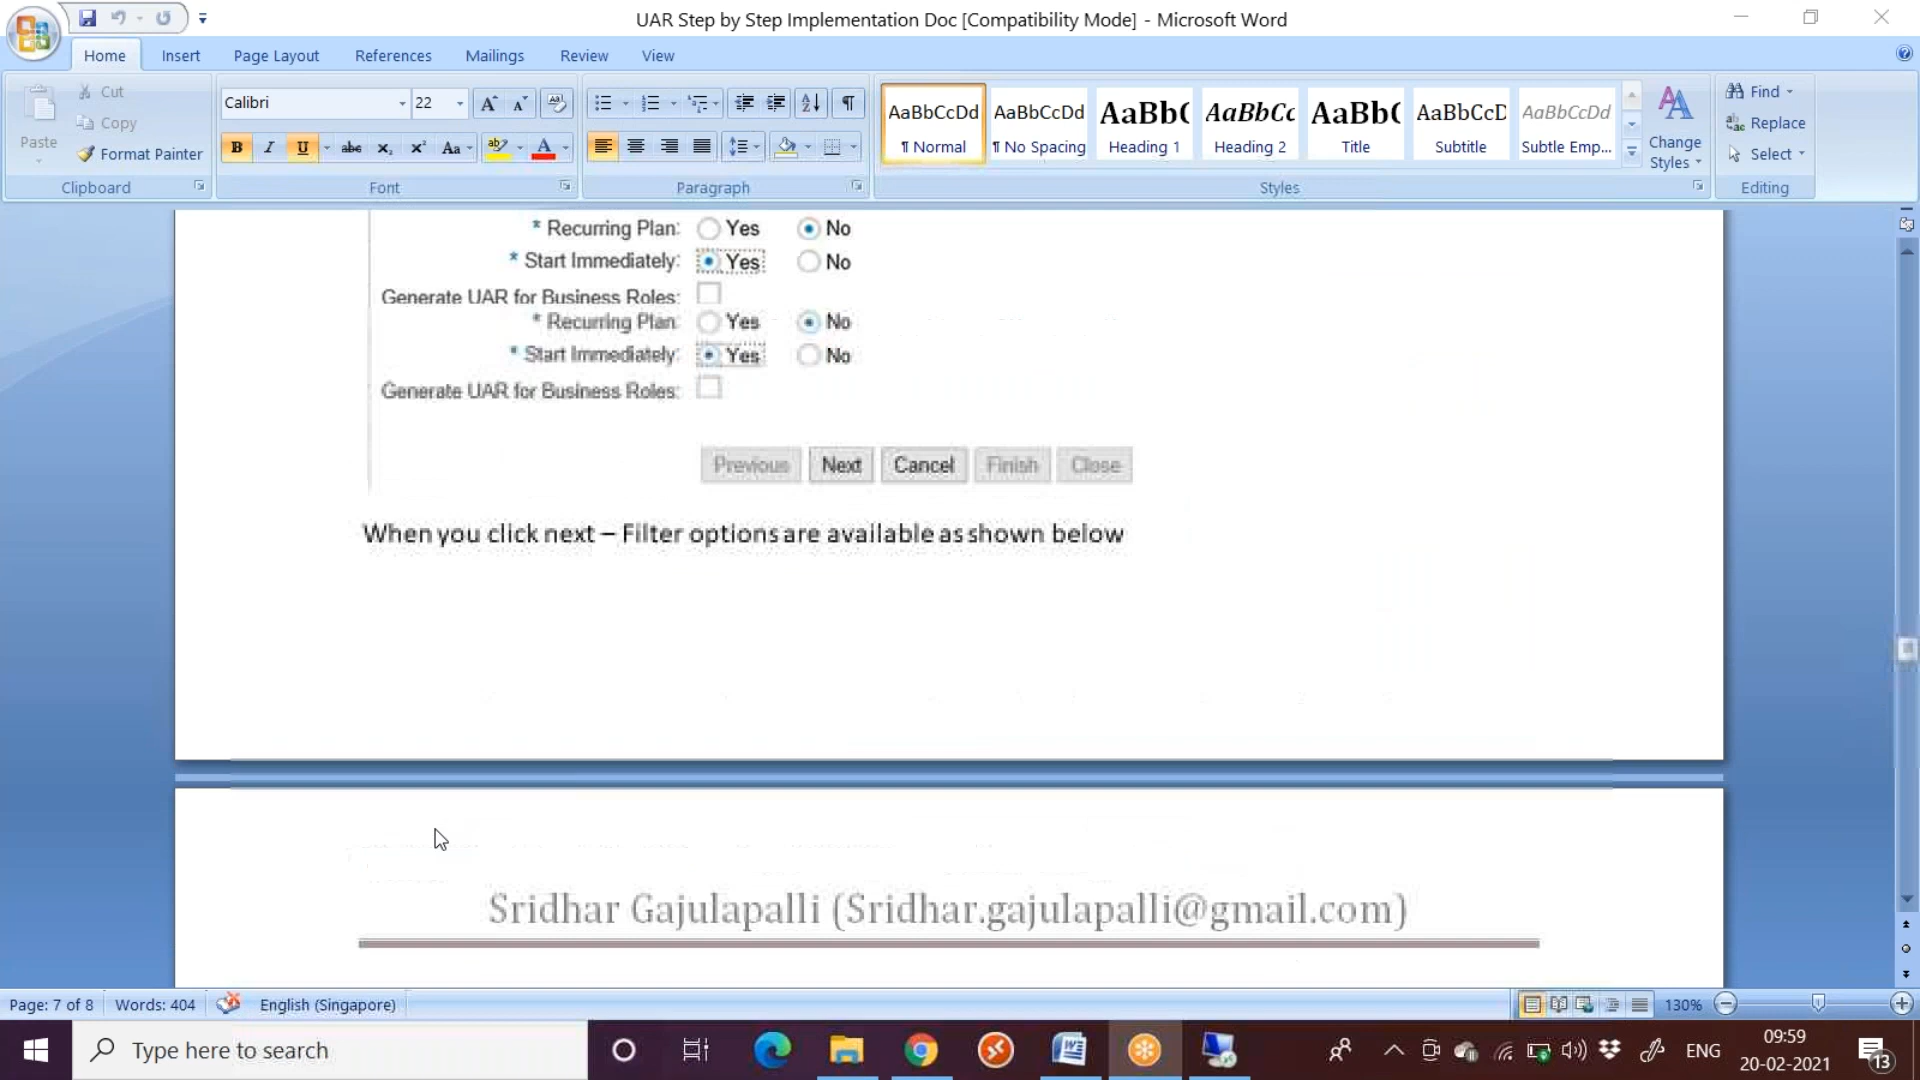 UAR Step by Step Implementation Doc [Compatibility Mode] - Microsoft Word
Home Insert Page Layout References Mailings Review View
Paste
Cut
Copy
Format Painter
Clipboard
Calibri 22
B I U abe X₂ X² Aa ab A
Font
Paragraph
AaBbCcDd AaBbCcDd AaBb( AaBbCc AaBb( AaBbCcD AaBbCcDd
¶ Normal ¶ No Spacing Heading 1 Heading 2 Title Subtitle Subtle Emp...
Change Styles
Styles
Find
Replace
Select
Editing
* Recurring Plan: Yes No
* Start Immediately: Yes No
Generate UAR for Business Roles:
* Recurring Plan: Yes No
* Start Immediately: Yes No
Generate UAR for Business Roles:
Previous Next Cancel Finish Close
When you click next – Filter options are available as shown below
Sridhar Gajulapalli (Sridhar.gajulapalli@gmail.com)
Page: 7 of 8 Words: 404 English (Singapore) 130%
Type here to search
ENG
09:59
20-02-2021
13